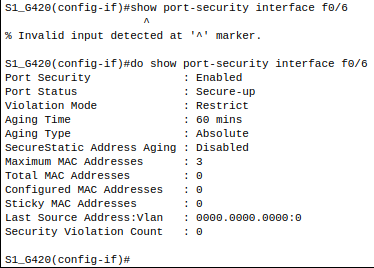 S1_G420(config-if)#show port-security interface f0/6
^
% Invalid input detected at '^' marker.
S1_G420(config-if)#do show port-security interface f0/6
Port Security : Enabled
Port Status : Secure-up
Violation Mode : Restrict
Aging Time : 60 mins
Aging Type : Absolute
SecureStatic Address Aging : Disabled
Maximum MAC Addresses : 3
Total MAC Addresses : 0
Configured MAC Addresses : 0
Sticky MAC Addresses : 0
Last Source Address:Vlan : 0000.0000.0000:0
Security Violation Count : 0
S1_G420(config-if)#